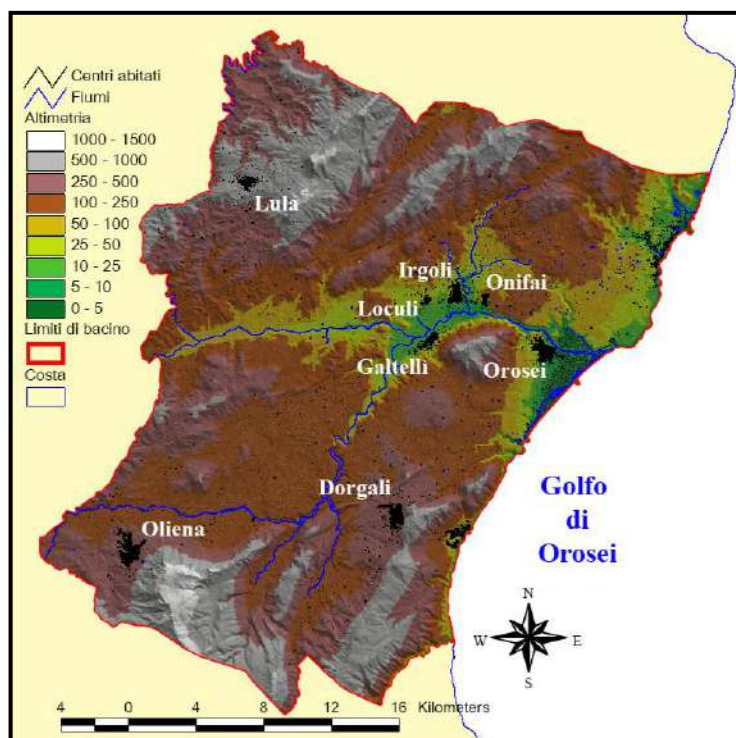 Centri abitati
Fiumi
Altimetria
1000 - 1500
500 - 1000
250 - 500
100 - 250
50 - 100
25 - 50
10 - 25
5 - 10
0 - 5
Limiti di bacino
Costa
Lula
Irgoli
Onifai
Loculi
Galtellì
Orosei
Dorgali
Oliena
Golfo
di
Orosei
N
W E
S
4 0 4 8 12 16 Kilometers